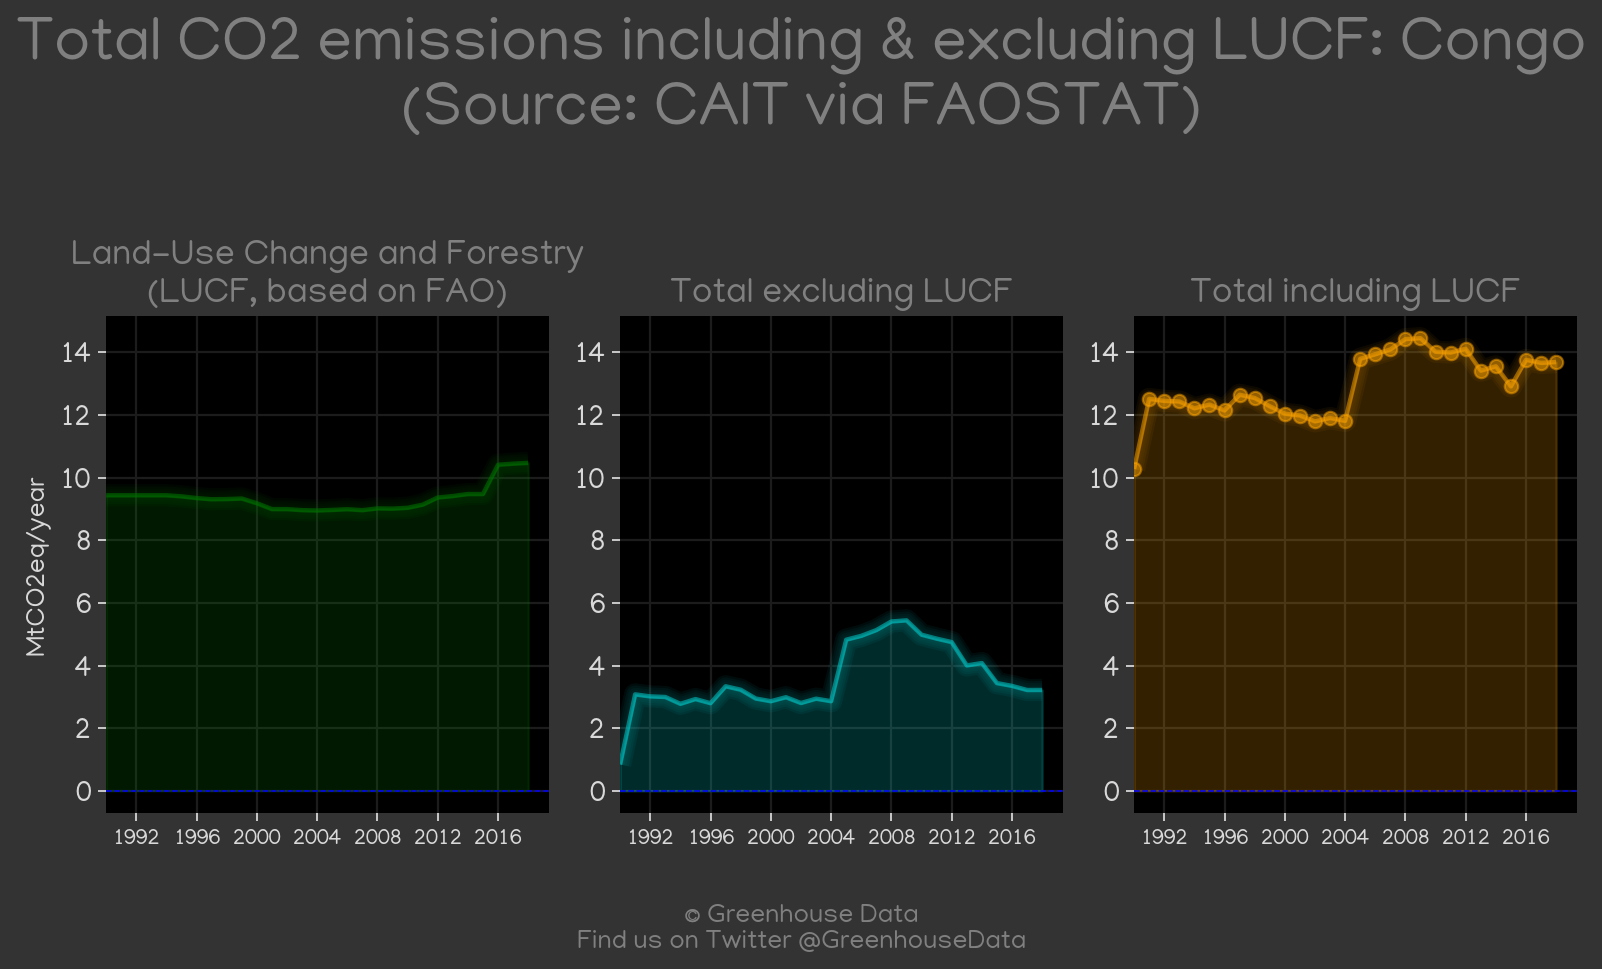 Total CO2 emissions including & excluding LUCF: Congo
(Source: CAIT via FAOSTAT)
Land-Use Change and Forestry
(LUCF, based on FAO)
Total excluding LUCF
Total including LUCF
MtCO2eq/year
14
12
10
8
6
4
2
0
1992 1996 2000 2004 2008 2012 2016
14
12
10
8
6
4
2
0
1992 1996 2000 2004 2008 2012 2016
14
12
10
8
6
4
2
0
1992 1996 2000 2004 2008 2012 2016
© Greenhouse Data
Find us on Twitter @GreenhouseData